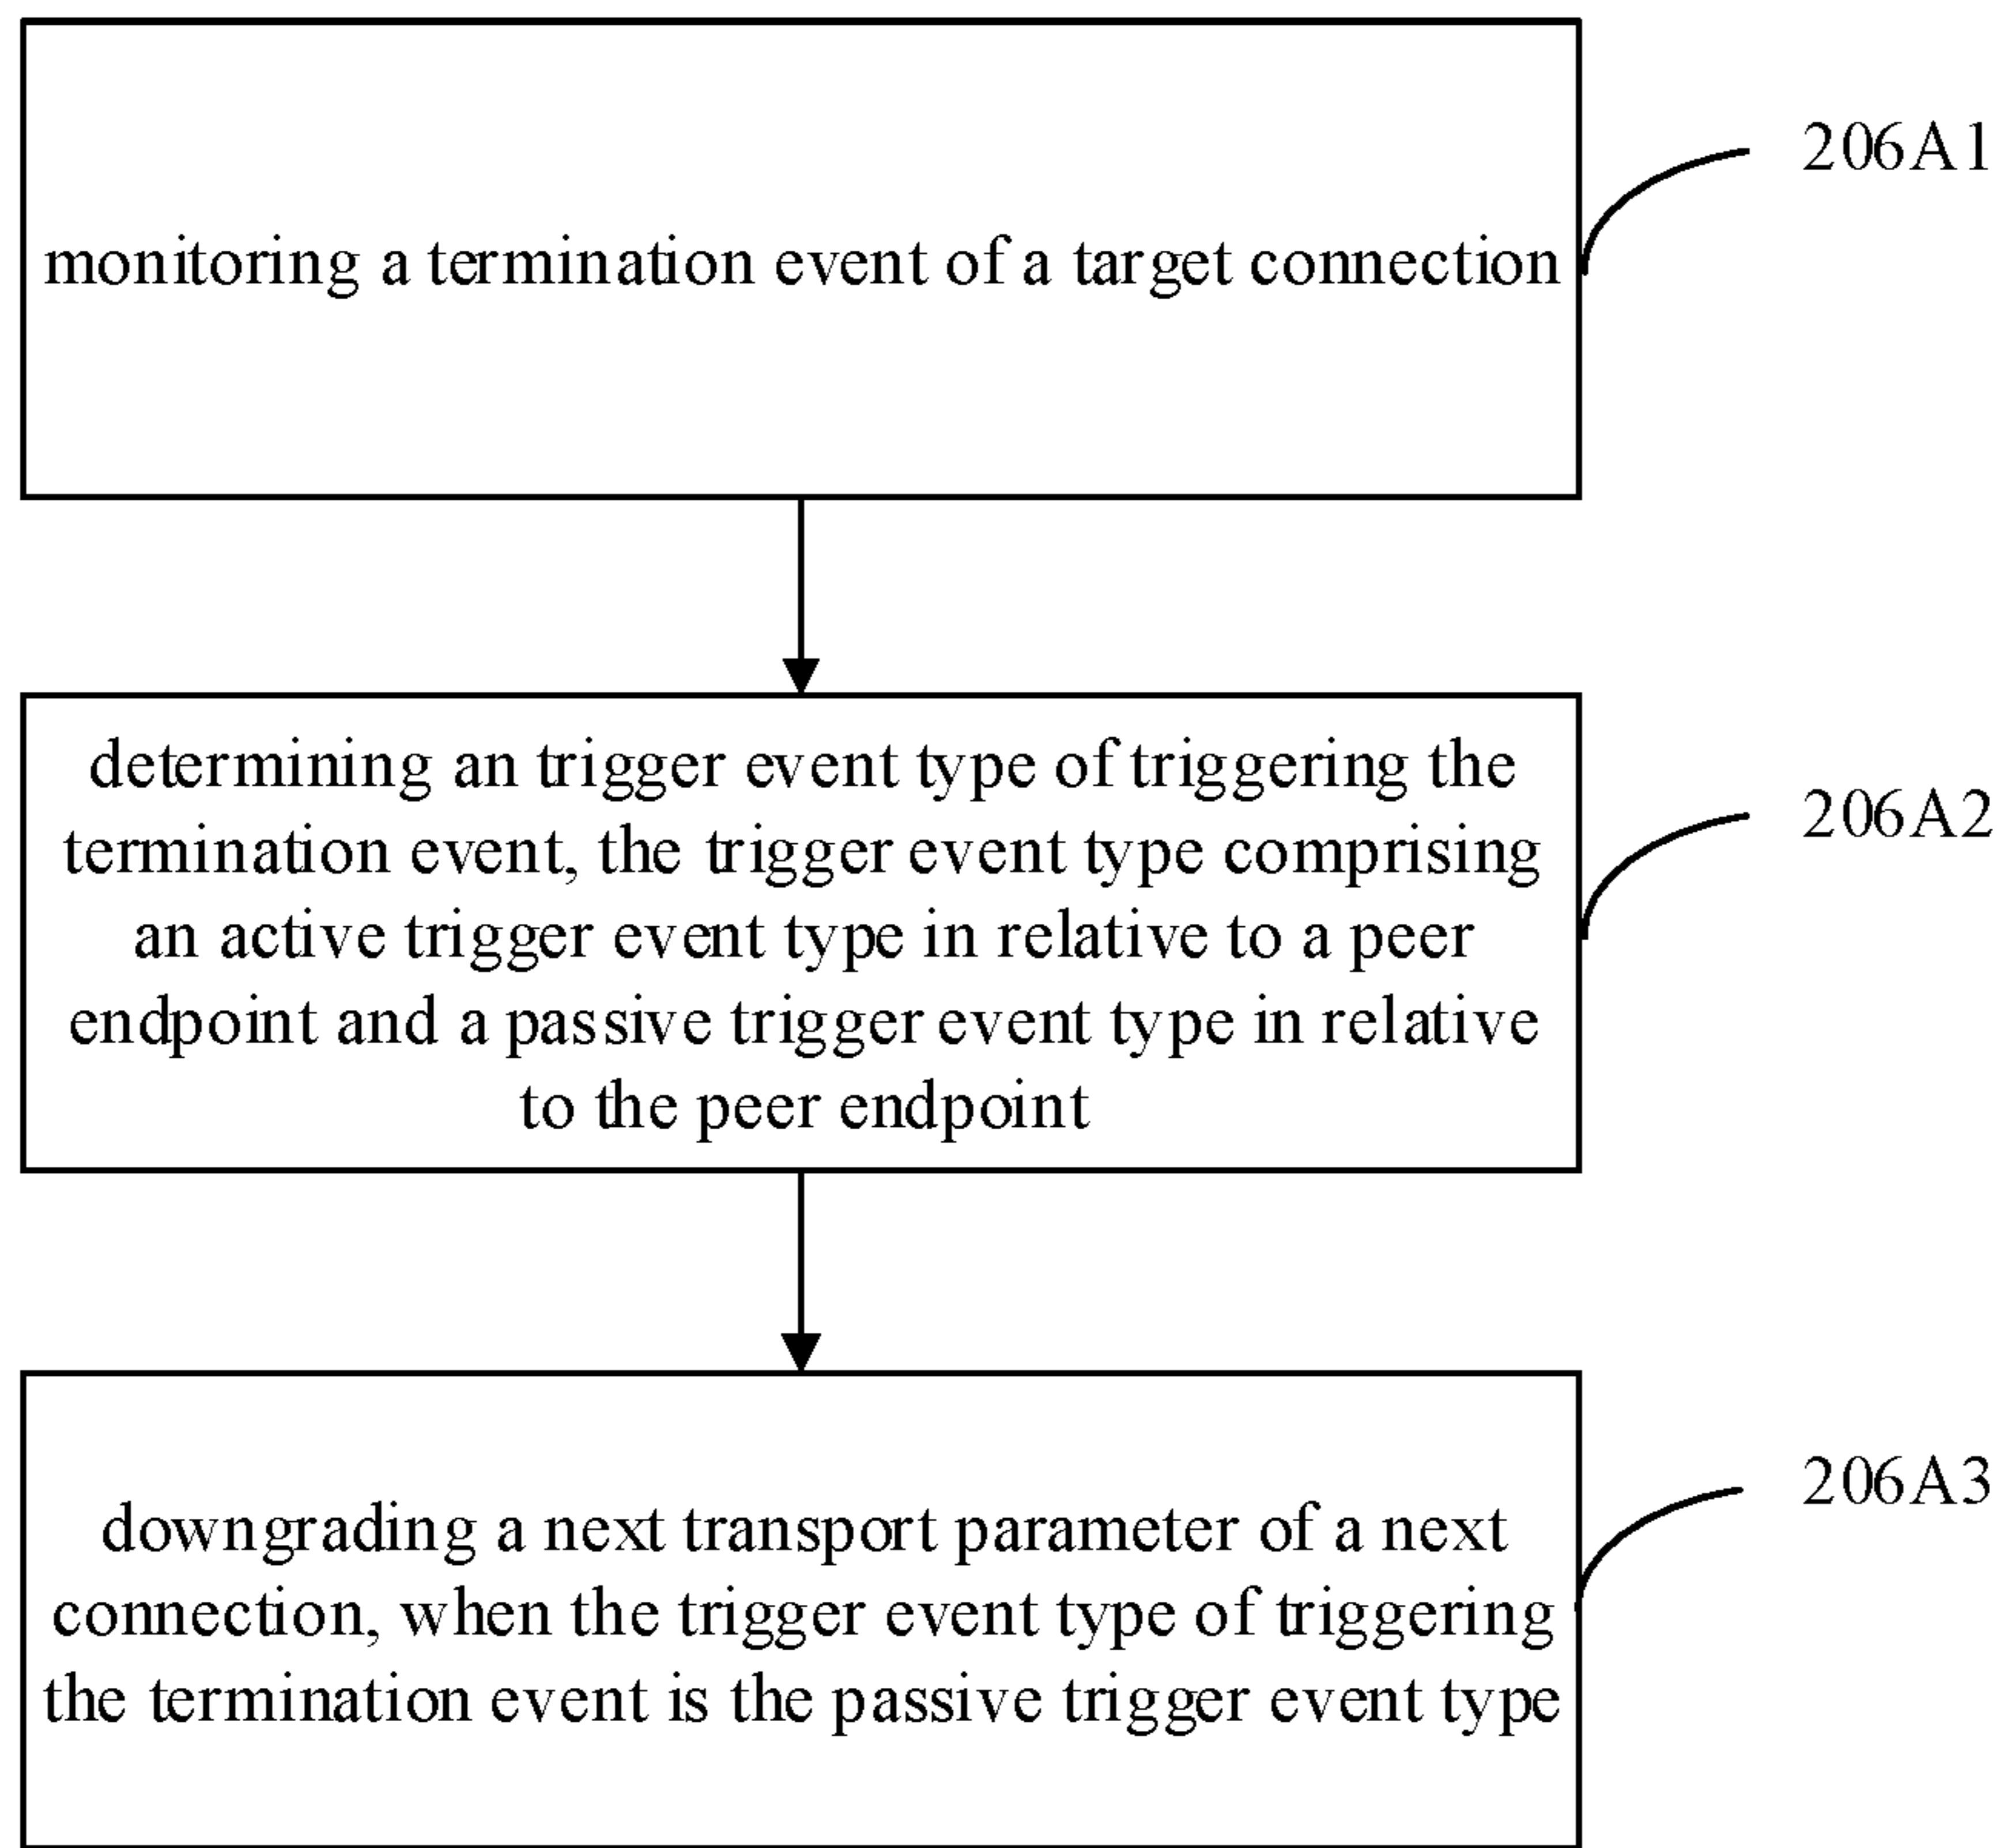 monitoring a termination event of a target connection
206A1
determining an trigger event type of triggering the
termination event, the trigger event type comprising
an active trigger event type in relative to a peer
endpoint and a passive trigger event type in relative
to the peer endpoint
206A2
downgrading a next transport parameter of a next
connection, when the trigger event type of triggering
the termination event is the passive trigger event type
206A3